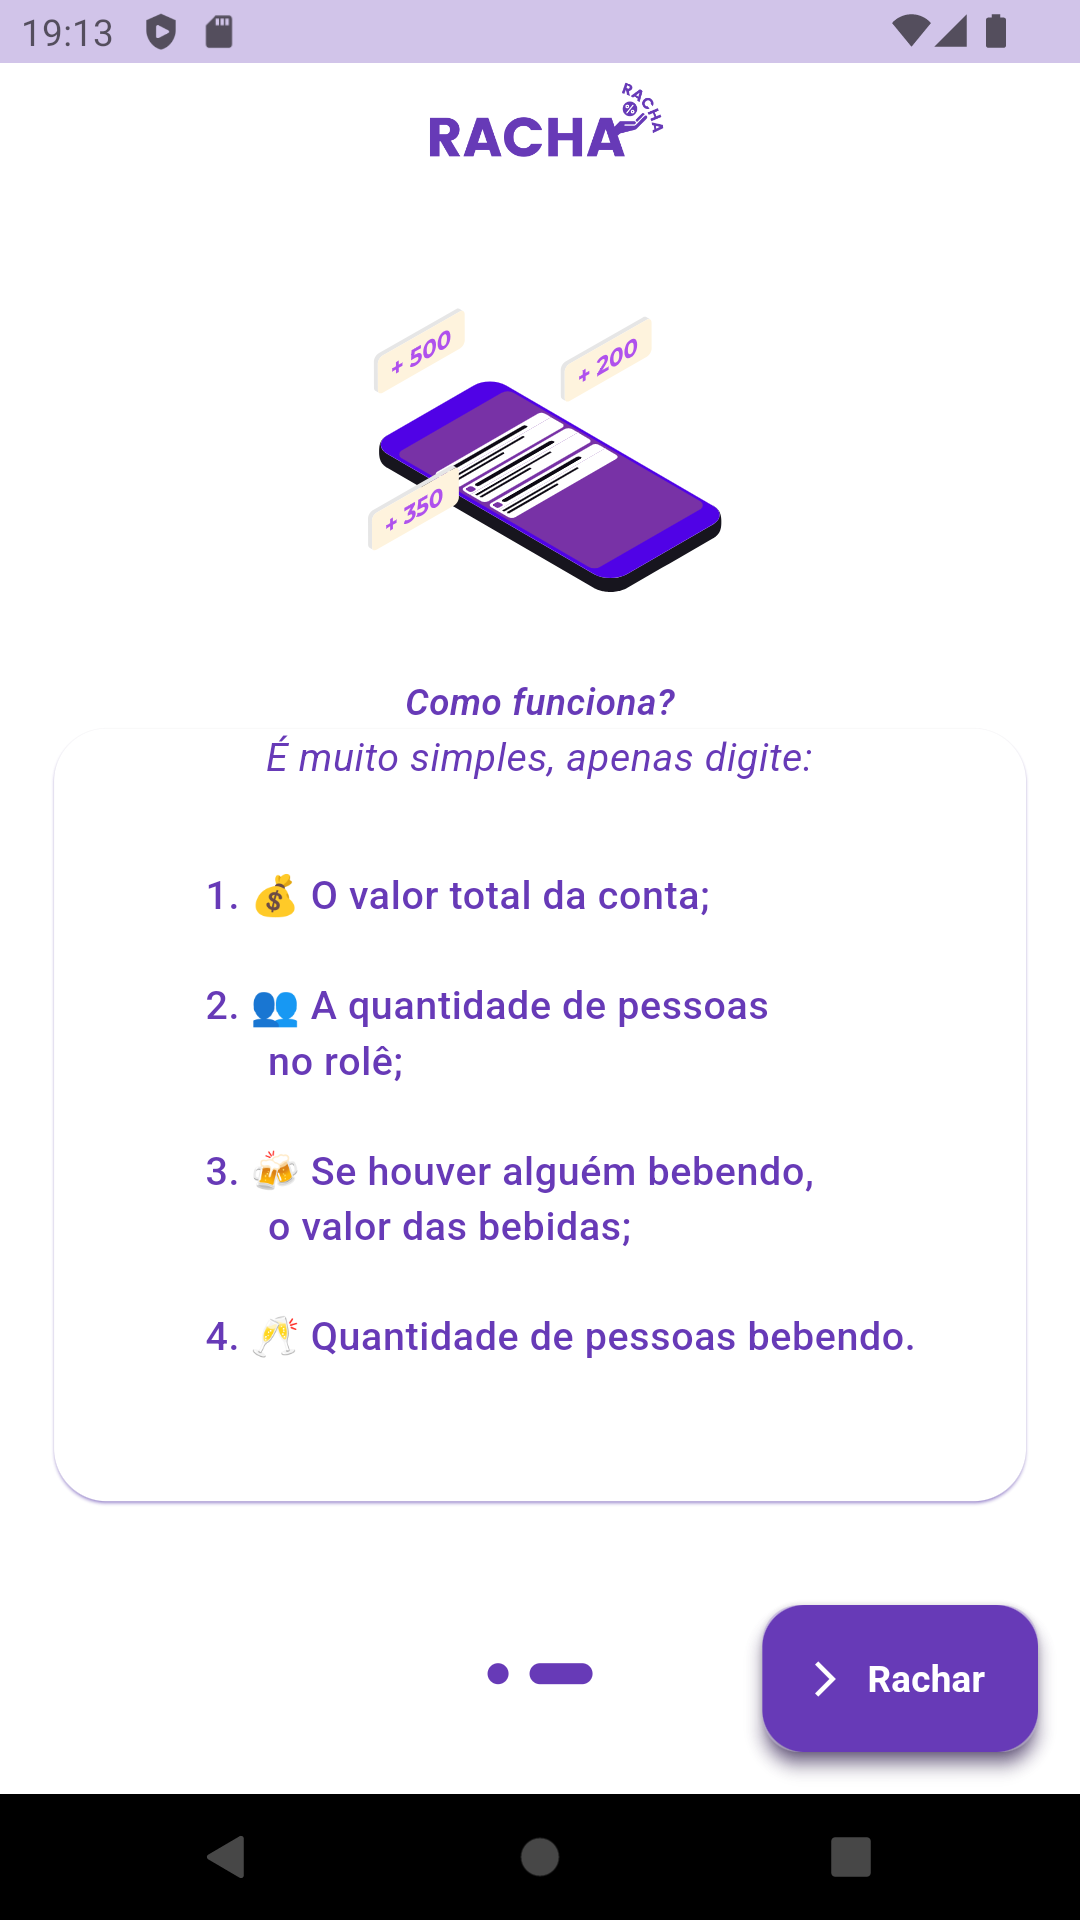 19:13
RACHA
RACHA
+ 500
+ 200
+ 350
Como funciona?
É muito simples, apenas digite:
1. 💰 O valor total da conta;
2. 👥 A quantidade de pessoas
no rolê;
3. 🍻 Se houver alguém bebendo,
o valor das bebidas;
4. 🥂 Quantidade de pessoas bebendo.
Rachar